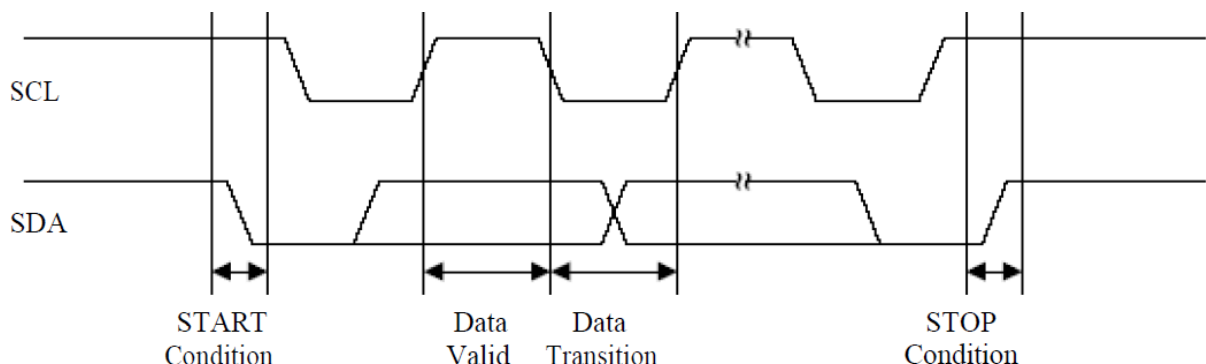 SCL
SDA
START
Condition
Data
Valid
Data
Transition
STOP
Condition